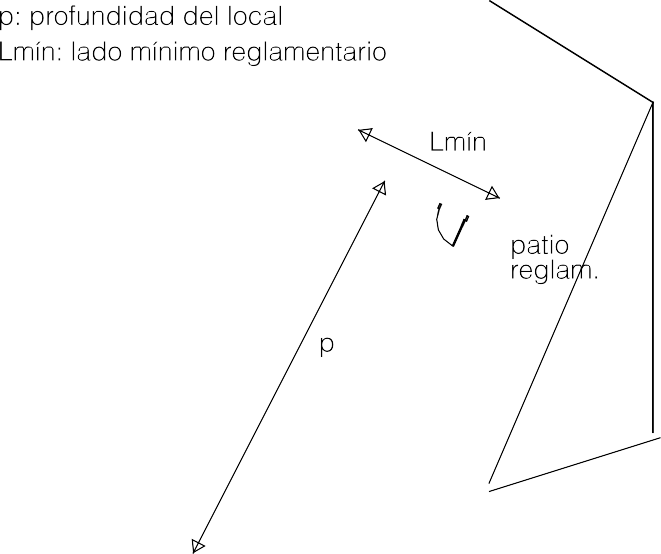 p: profundidad del local
Lmín: lado mínimo reglamentario
Lmín
patio
reglam.
p